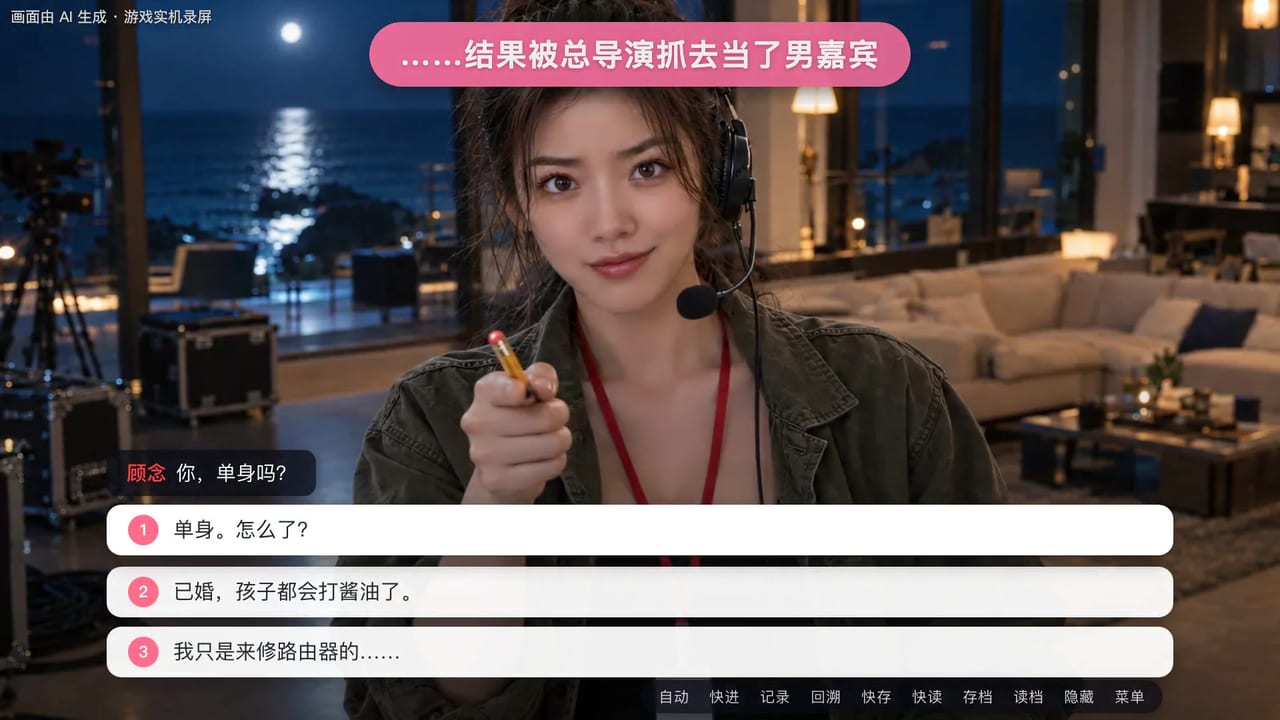 画面由 AI 生成 · 游戏实机录屏
……结果被总导演抓去当了男嘉宾
顾念 你，单身吗？
1 单身。怎么了？
2 已婚，孩子都会打酱油了。
3 我只是来修路由器的……
自动 快进 记录 回溯 快存 快读 存档 读档 隐藏 菜单